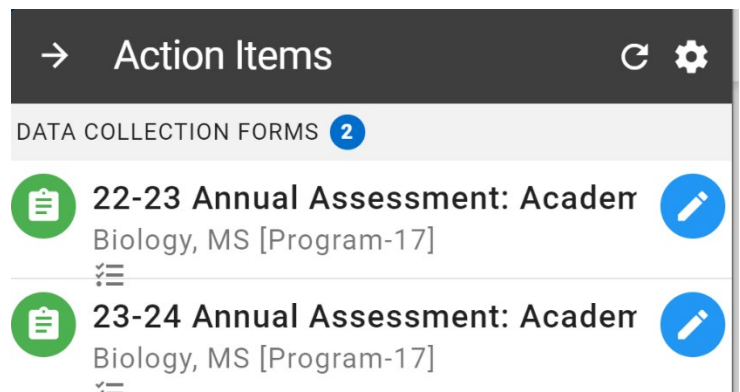 Action Items
DATA COLLECTION FORMS 2
22-23 Annual Assessment: Academ
Biology, MS [Program-17]
23-24 Annual Assessment: Academ
Biology, MS [Program-17]